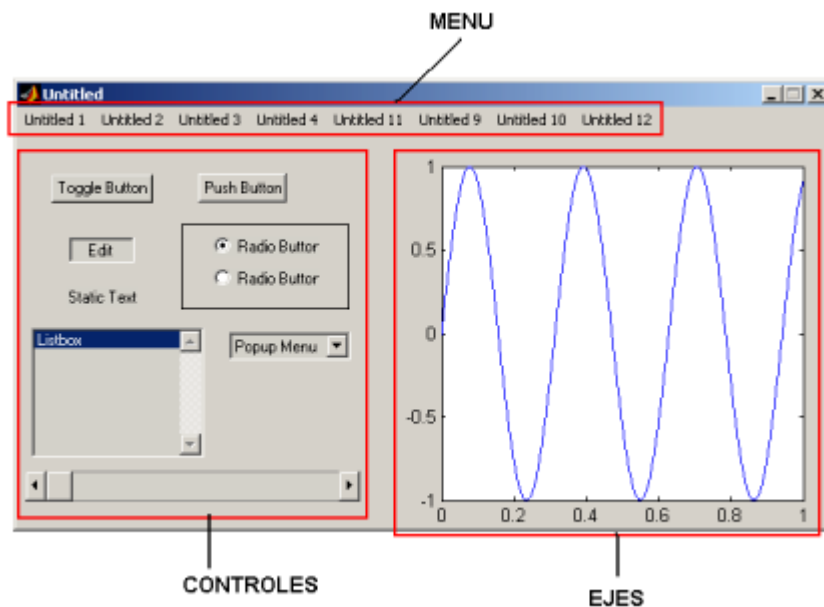 MENU
Untitled
Untitled 1 Untitled 2 Untitled 3 Untitled 4 Untitled 11 Untitled 9 Untitled 10 Untitled 12
Toggle Button
Push Button
Edit
Radio Buttor
Radio Buttor
Static Text
Listbox
Popup Menu
1
0.5
0
-0.5
-1
0 0.2 0.4 0.6 0.8 1
CONTROLES
EJES